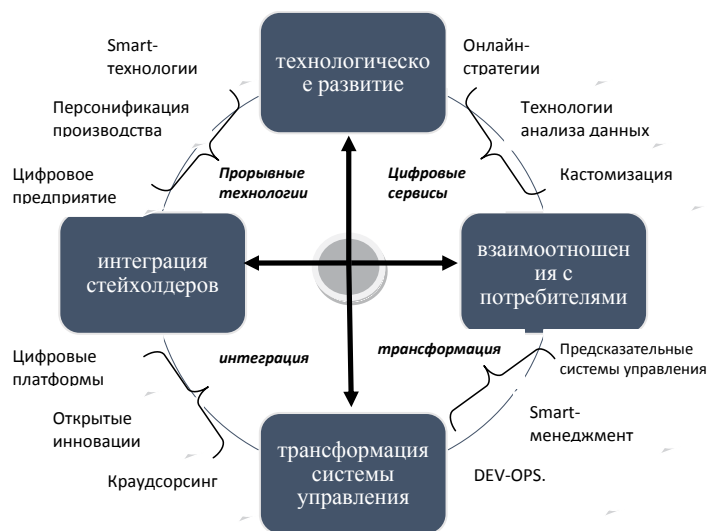 Smart-
технологии
технологическо
е развитие
Онлайн-
стратегии
Персонификация
производства
Технологии
анализа данных
Цифровое
предприятие
Прорывные
технологии
Цифровые
сервисы
Кастомизация
интеграция
стейхолдеров
взаимоотношен
ия с
потребителями
Цифровые
платформы
интеграция
трансформация
Предсказательные
системы управления
Открытые
инновации
Smart-
менеджмент
Краудсорсинг
трансформация
системы
управления
DEV-OPS.